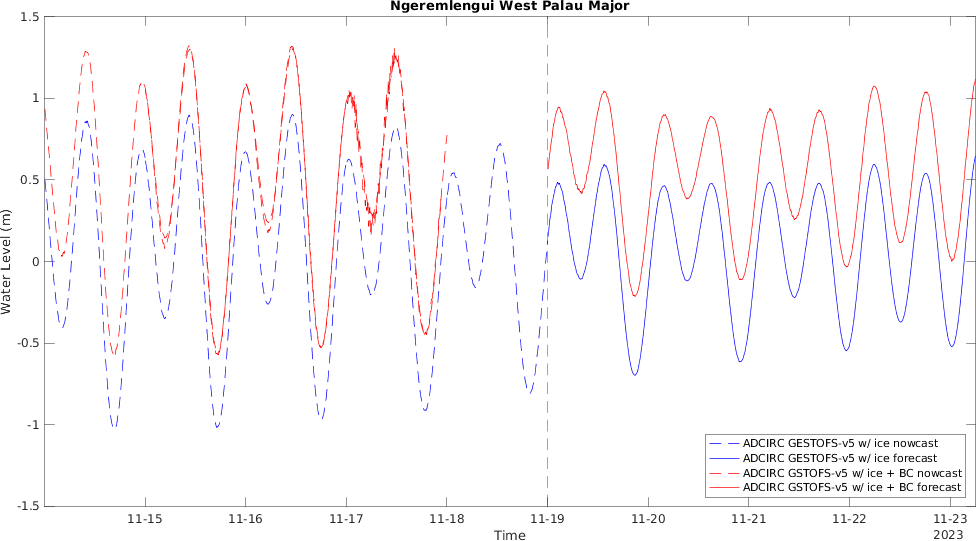 Ngeremlengui West Palau Major
1.5
1
0.5
0
-0.5
-1
-1.5
Water Level (m)
11-15
11-16
11-17
11-18
11-19
11-20
11-21
11-22
11-23
2023
Time
ADCIRC GESTOFS-v5 w/ ice nowcast
ADCIRC GESTOFS-v5 w/ ice forecast
ADCIRC GSTOFS-v5 w/ ice + BC nowcast
ADCIRC GSTOFS-v5 w/ ice + BC forecast